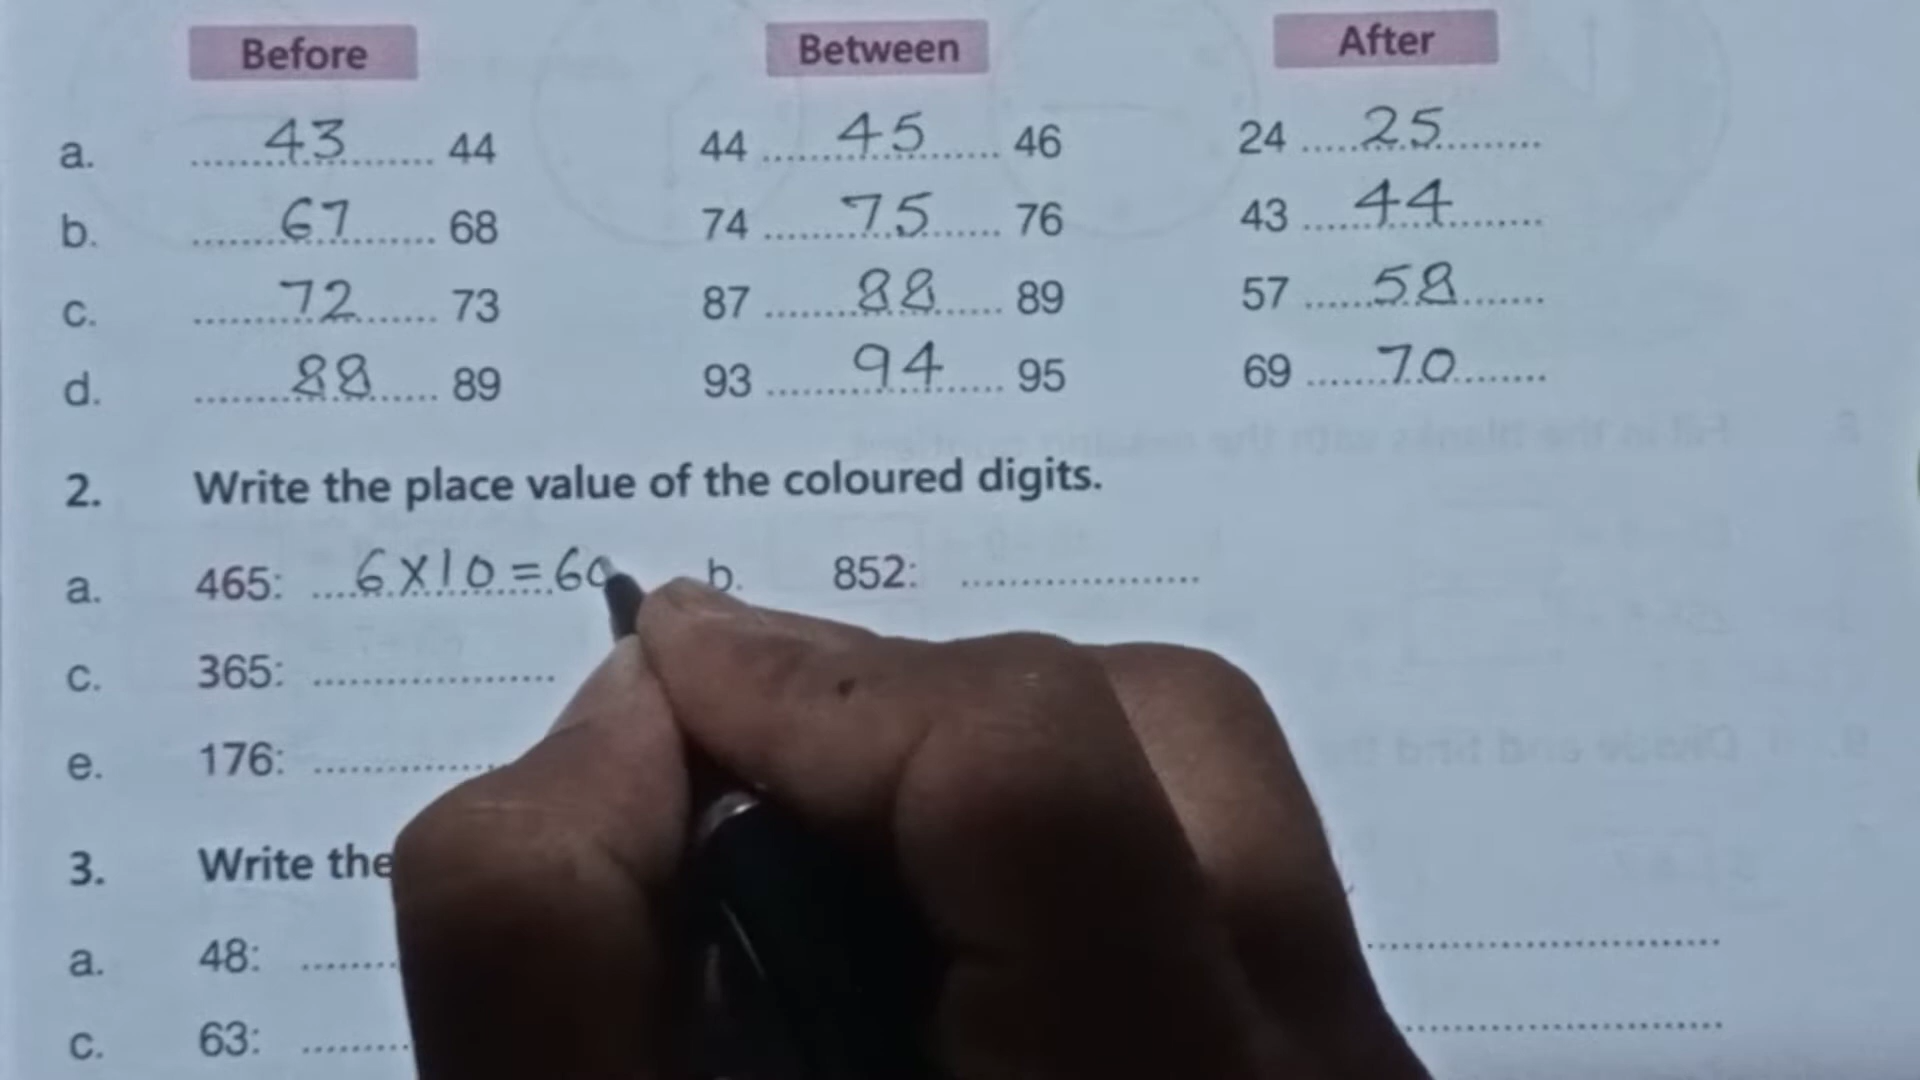 Before Between After
a. 43 44 44 45 46 24 25
b. 67 68 74 75 76 43 44
c. 72 73 87 88 89 57 58
d. 88 89 93 94 95 69 70
2. Write the place value of the coloured digits.
a. 465: 6×10=60 b. 852:
c. 365:
e. 176:
3. Write the
a. 48:
c. 63: